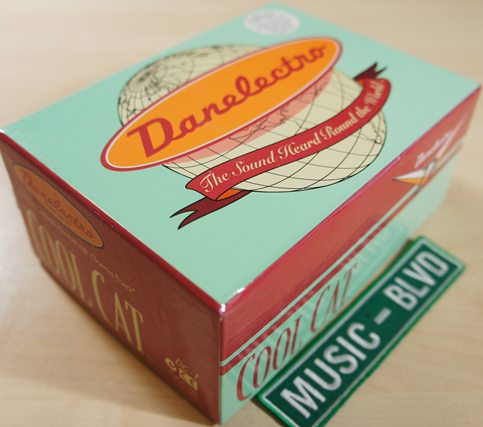 Danelectro
The Sound Heard Round the World
Danelectro
COOL CAT
COOL CAT
MUSIC - BLVD